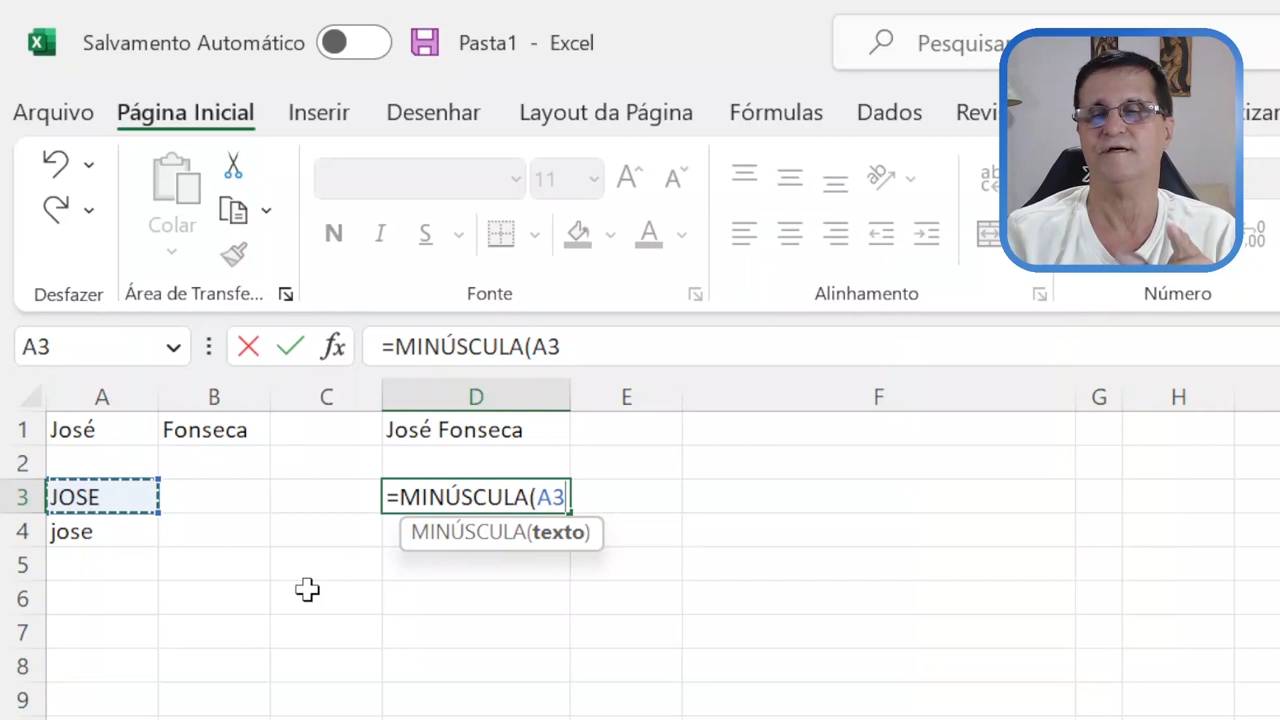 Salvamento Automático
Pasta1 - Excel
Arquivo Página Inicial Inserir Desenhar Layout da Página Fórmulas Dados
Colar
11
N I S
A
Desfazer Área de Transfe... Fonte Alinhamento Número
A3 fx =MINÚSCULA(A3
A B C D E F G H
1 José Fonseca José Fonseca
2
3 JOSE =MINÚSCULA(A3
4 jose MINÚSCULA(texto)
5
6
7
8
9